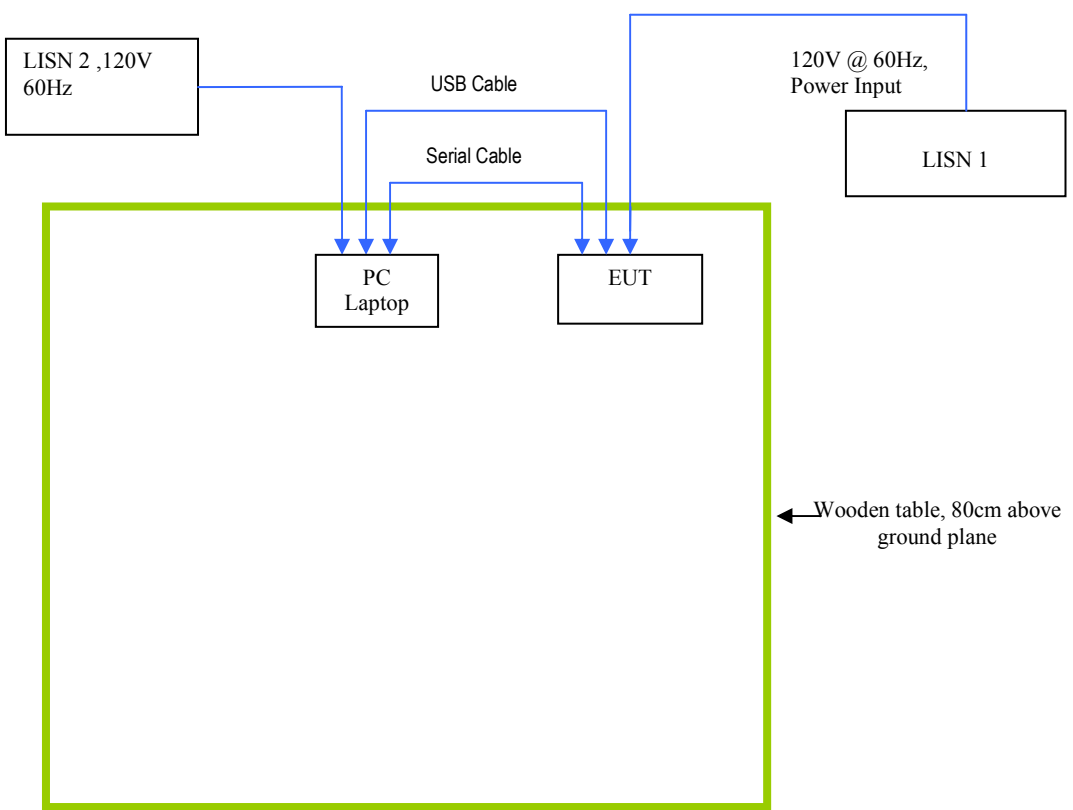 LISN 2 ,120V
60Hz
USB Cable
Serial Cable
120V @ 60Hz,
Power Input
LISN 1
PC
Laptop
EUT
Wooden table, 80cm above
ground plane